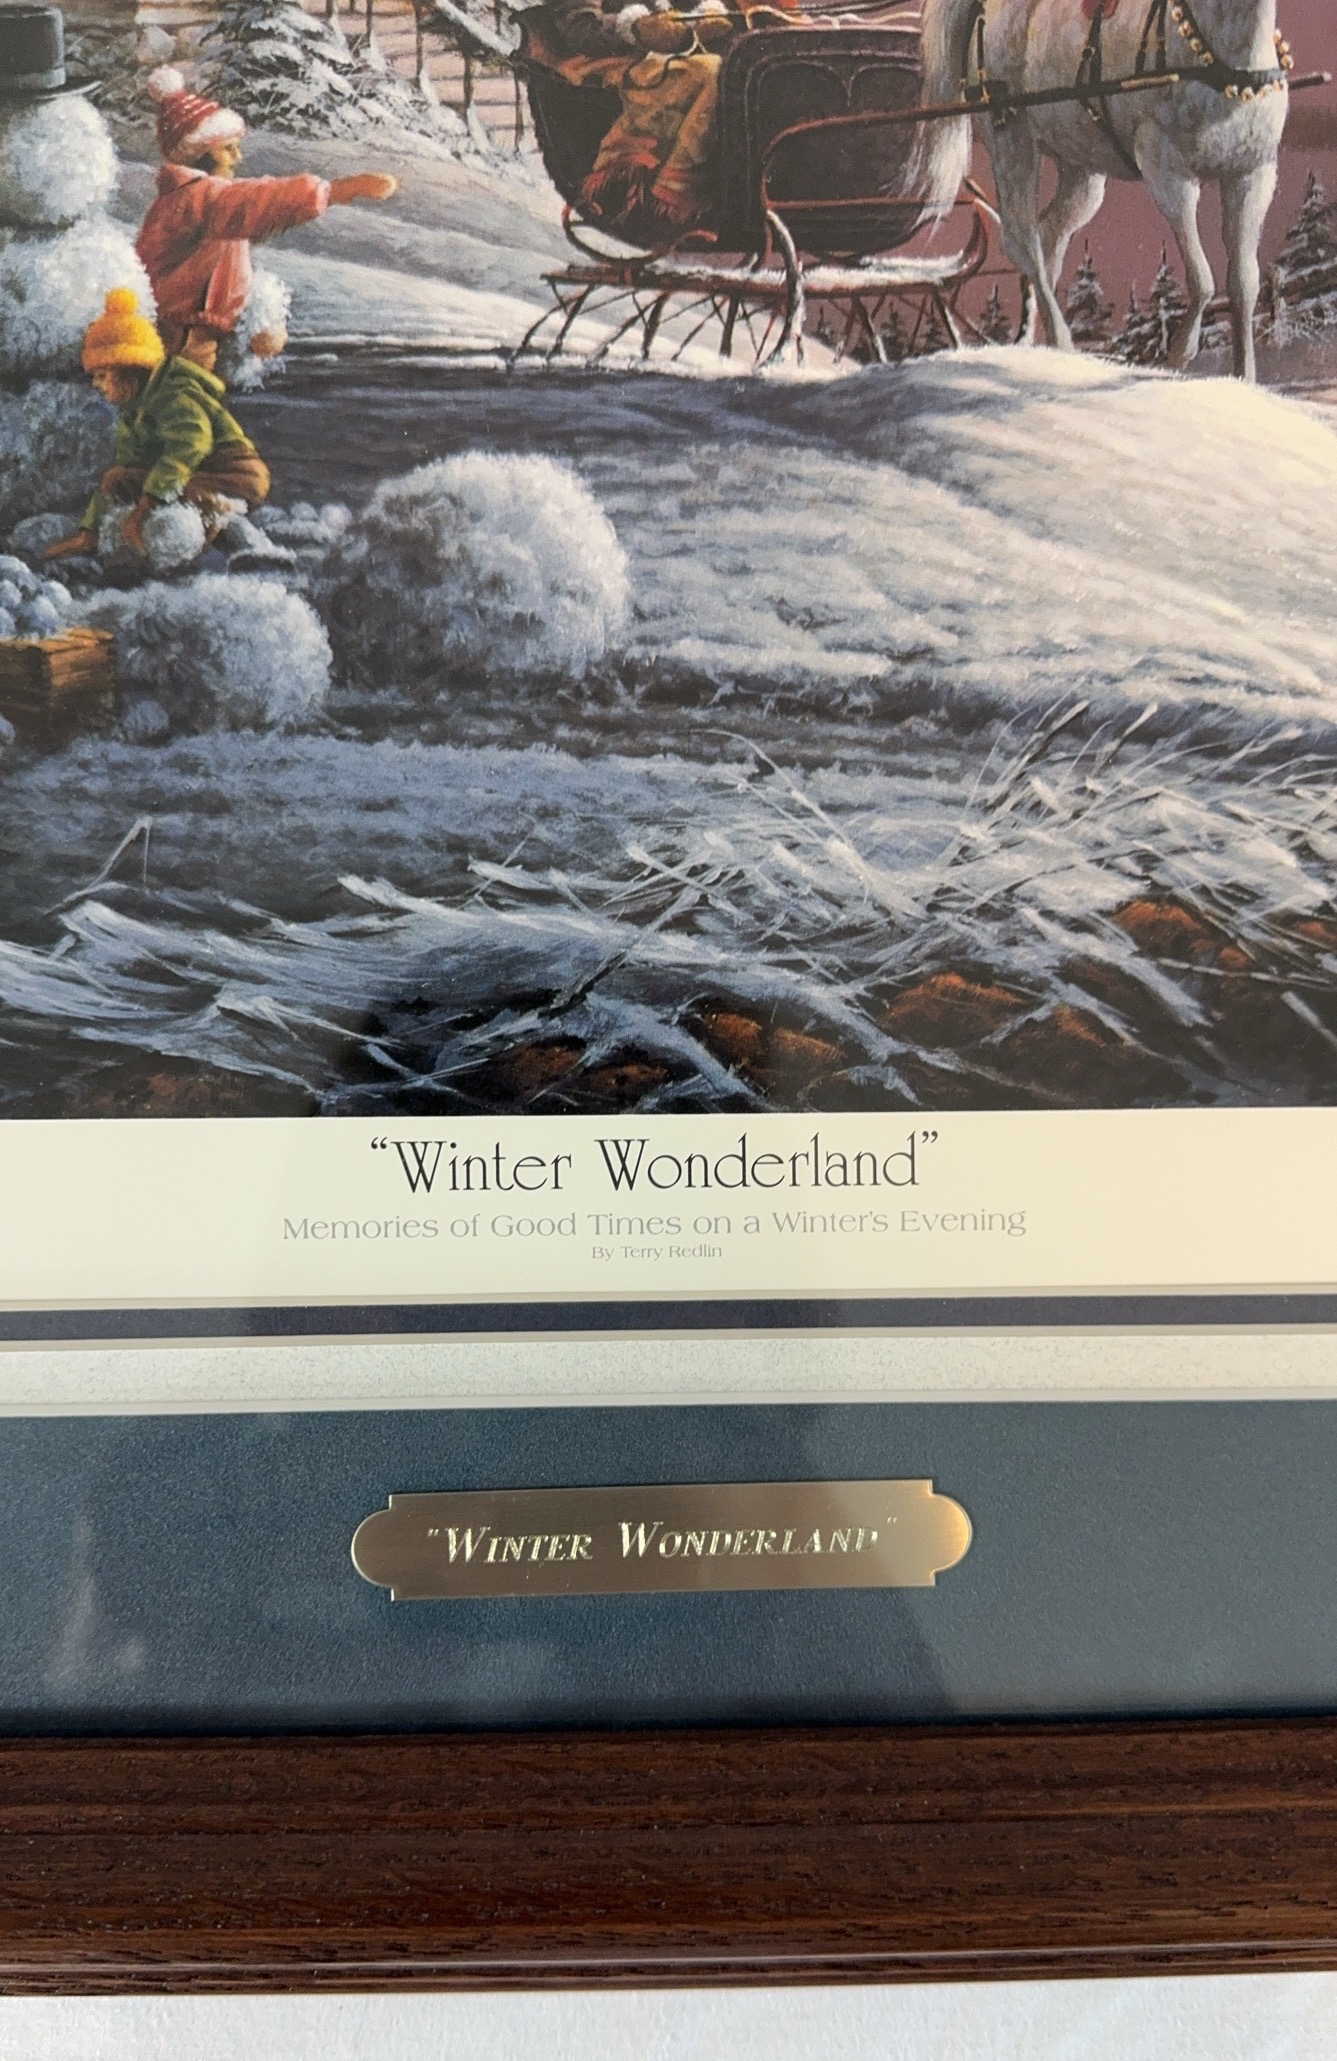 “Winter Wonderland”
Memories of Good Times on a Winter's Evening
By Terry Redlin
"WINTER WONDERLAND"